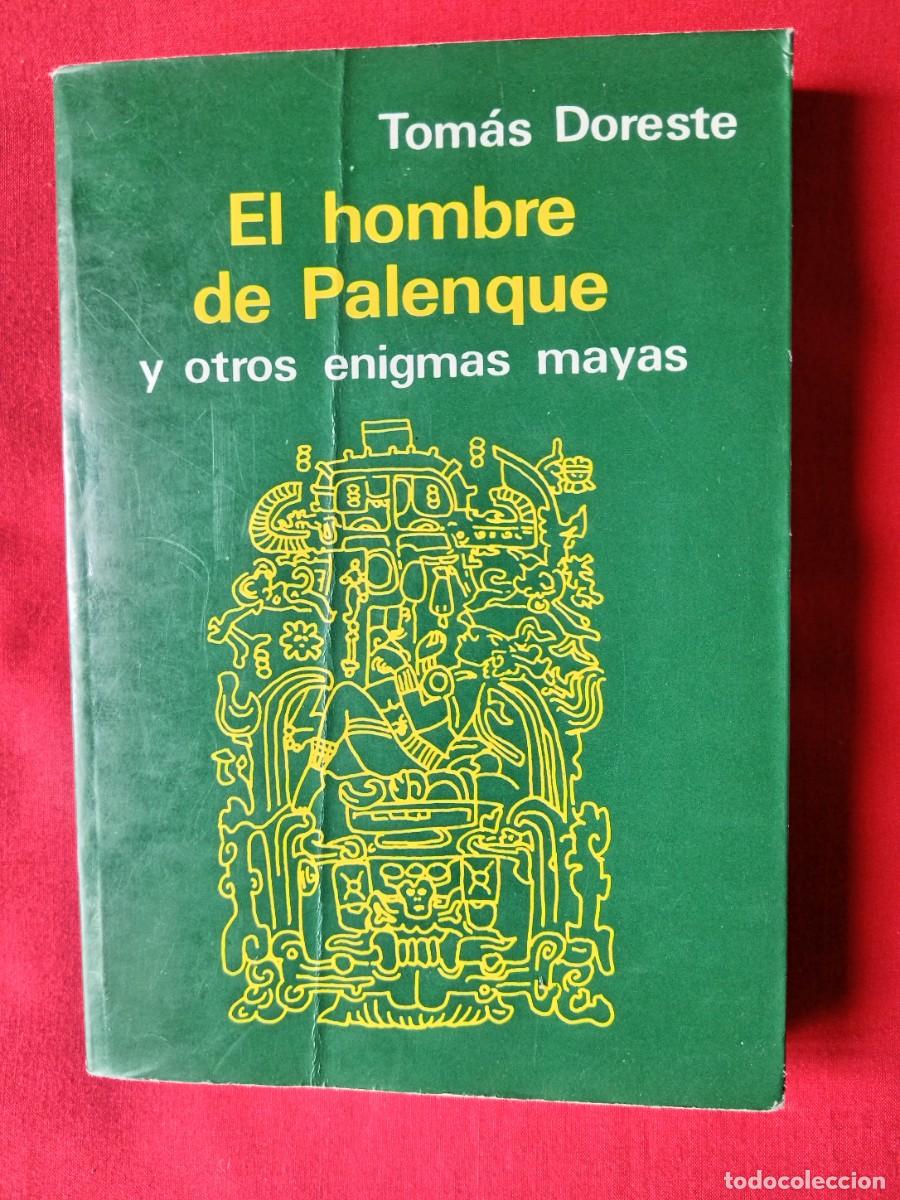 Tomás Doreste
El hombre
de Palenque
y otros enigmas mayas
todocoleccion